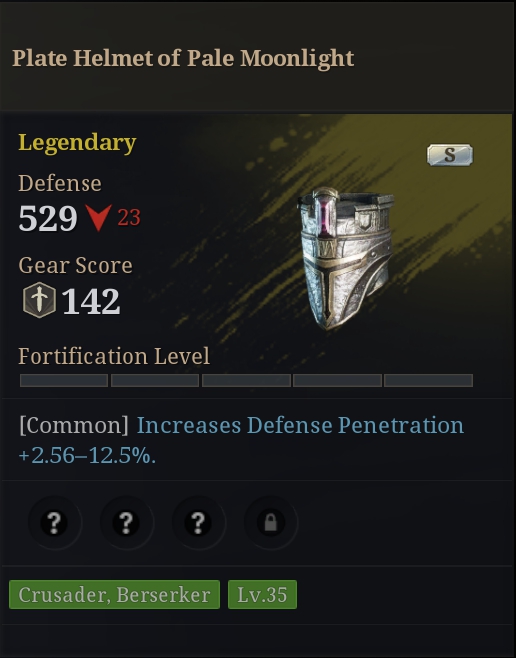 Plate Helmet of Pale Moonlight
Legendary
S
Defense
529 23
Gear Score
142
Fortification Level
[Common] Increases Defense Penetration
+2.56–12.5%.
? ? ?
Crusader, Berserker Lv.35